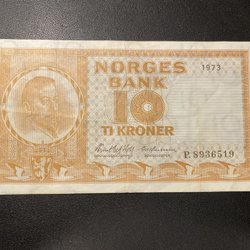 NORGES
BANK
1973
10
TI KRONER
P.8936519